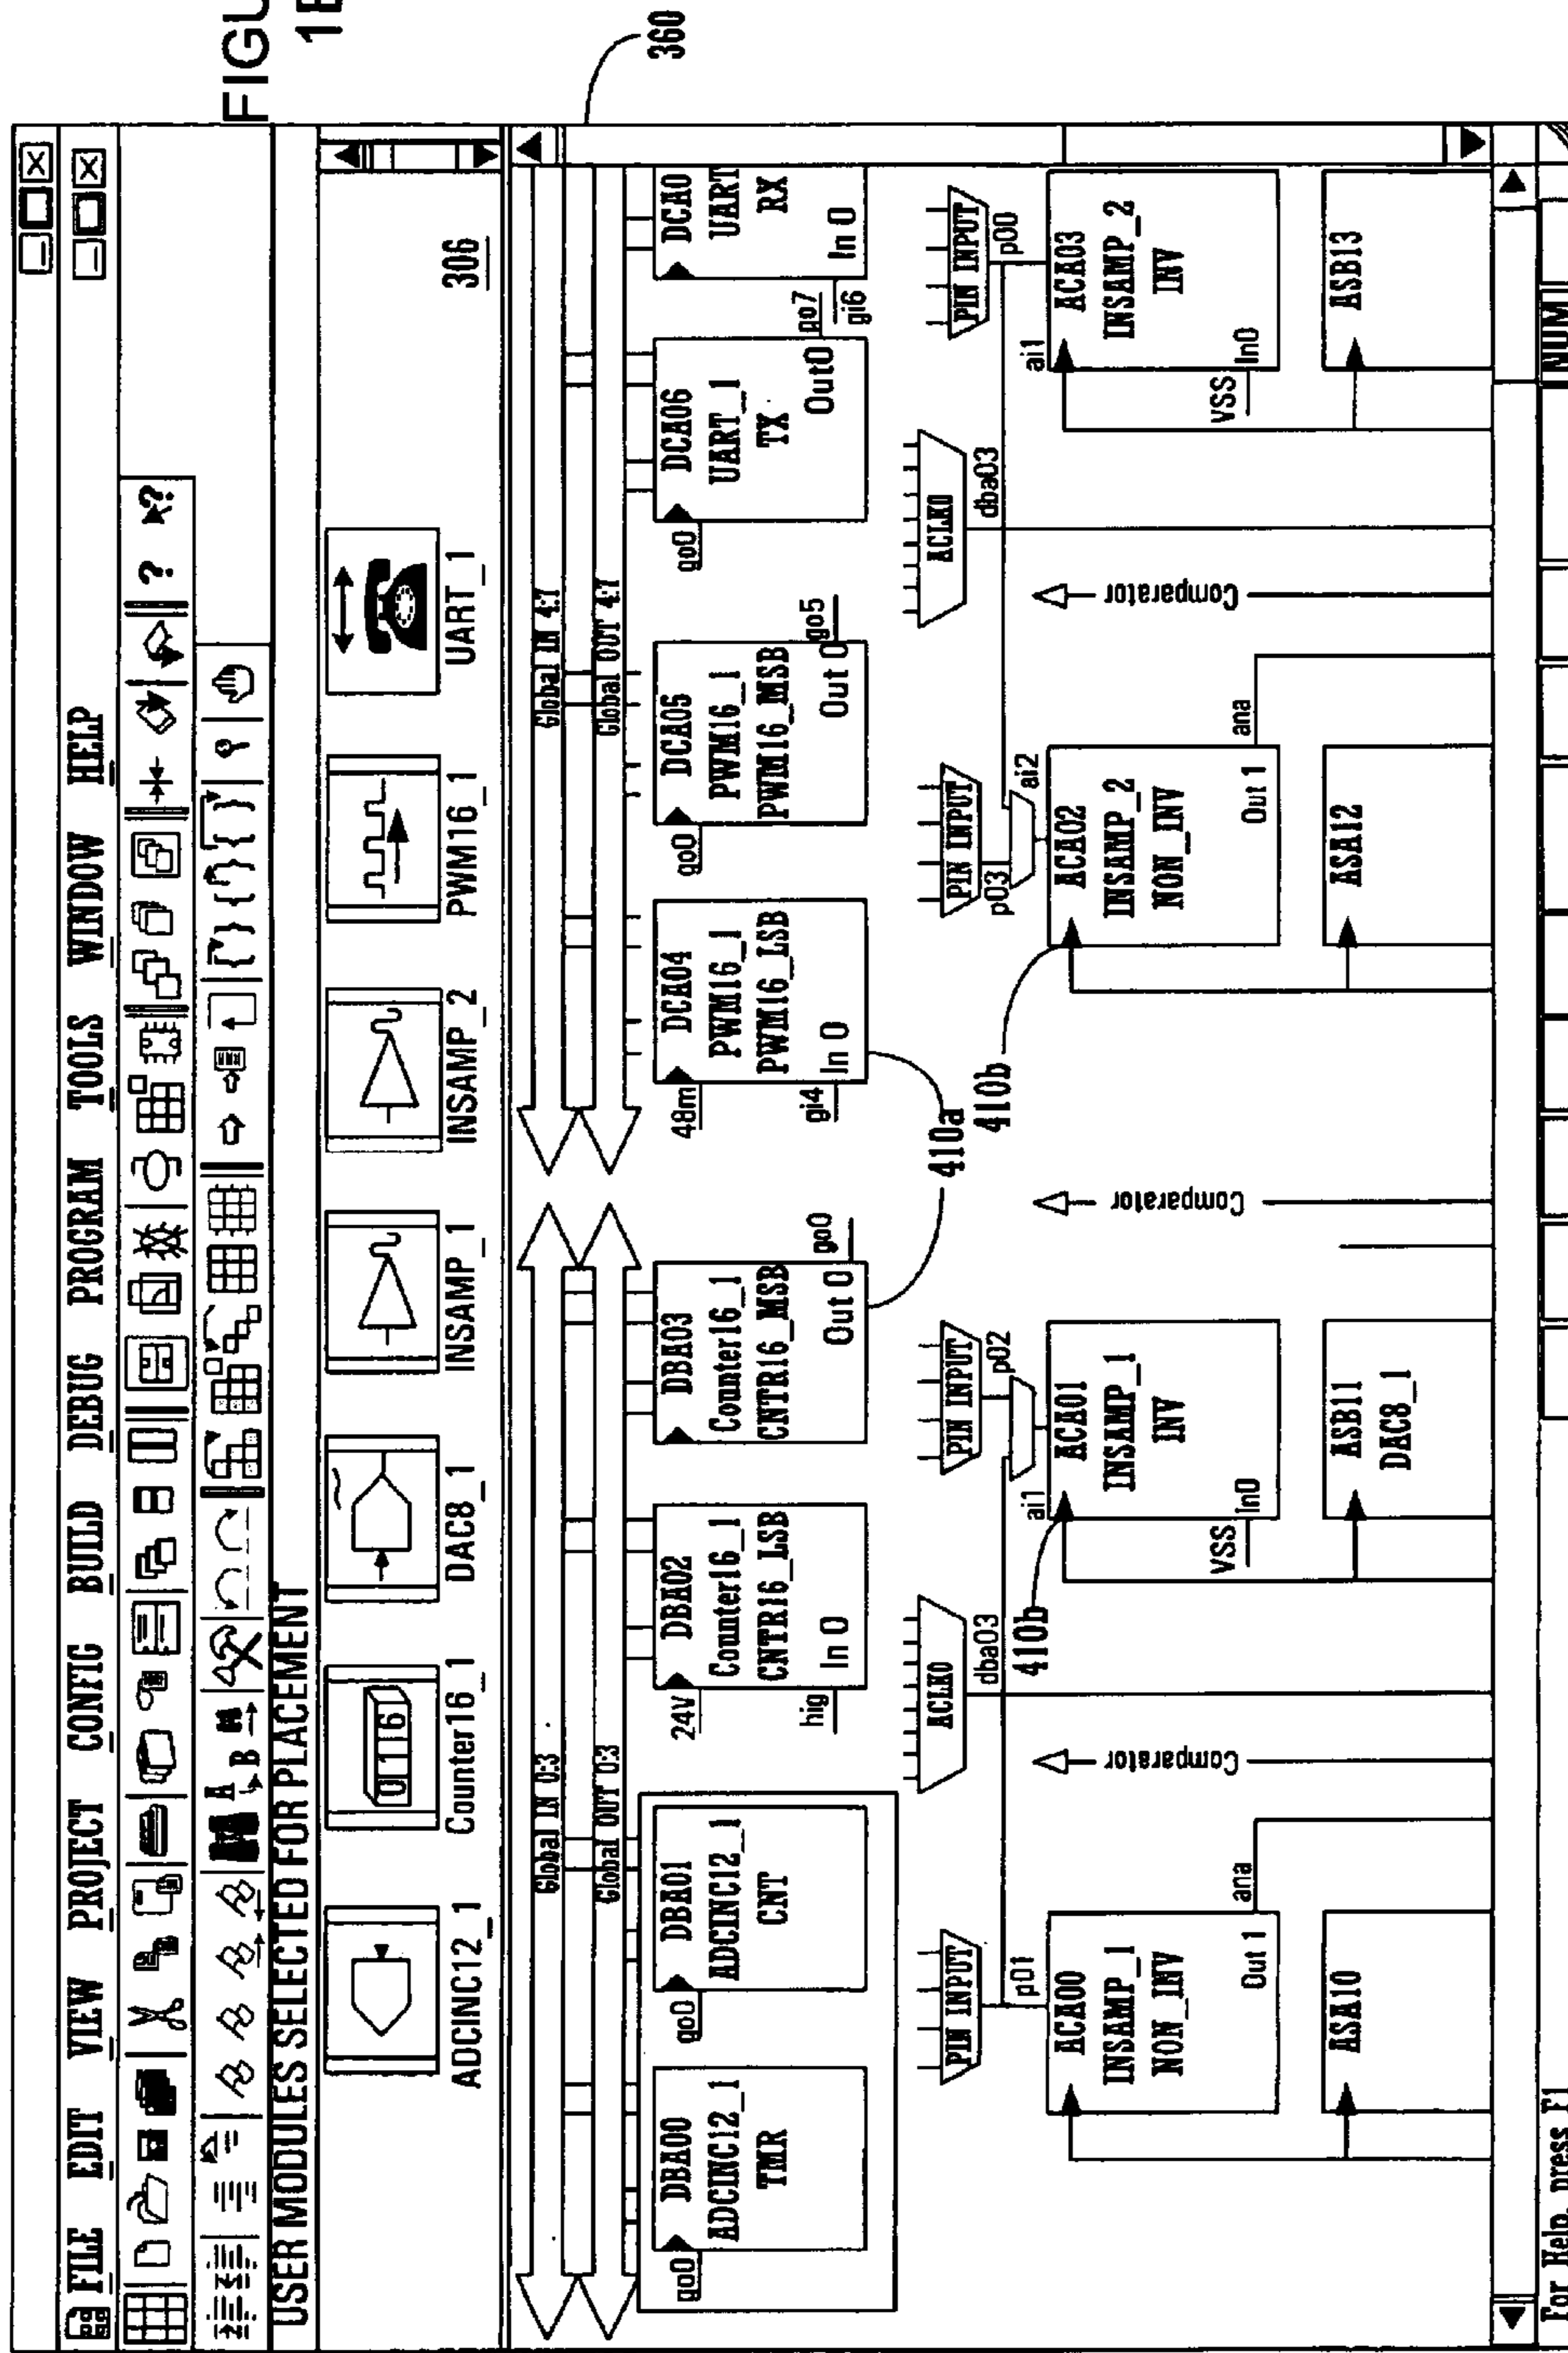 FIGU
1B
FILE EDIT VIEW PROJECT CONFIG BUILD DEBUG PROGRAM TOOLS WINDOW HELP
? ?
A B
USER MODULES SELECTED FOR PLACEMENT
306
0 1 1 6
ADCINC12_1 Counter16_1 DAC8_1 INSAMP_1 INSAMP_2 PWM16_1 UART_1
360
Global IN 0:3 Global IN 4:7
Global OUT 0:3 Global OUT 4:7
go0
DBA00
ADCINC12_1
TMR
go0
DBA01
ADCINC12_1
CNT
24V
DBA02
Counter16_1
CNTR16_LSB
hig
In 0
DBA03
Counter16_1
CNTR16_MSB
Out 0
go0
48m
DCA04
PWM16_1
PWM16_LSB
gi4
In 0
go0
DCA05
PWM16_1
PWM16_MSB
Out 0
go5
go0
DCA06
UART_1
TX
Out0
go7
gi6
DCA0
UART
RX
In 0
410a
PIN INPUT
p01
ACLK0
dba03
PIN INPUT
p02
PIN INPUT
p03
ai2
ACLK0
dba03
PIN INPUT
p00
410b
410b
ACA00
INSAMP_1
NON_INV
Out 1
ana
Comparator
ai1
ACA01
INSAMP_1
INV
VSS
In0
Comparator
ACA02
INSAMP_2
NON_INV
Out 1
ana
Comparator
ai1
ACA03
INSAMP_2
INV
VSS
In0
ASA10
ASB11
DAC8_1
ASA12
ASB13
For Help, press F1
NUM